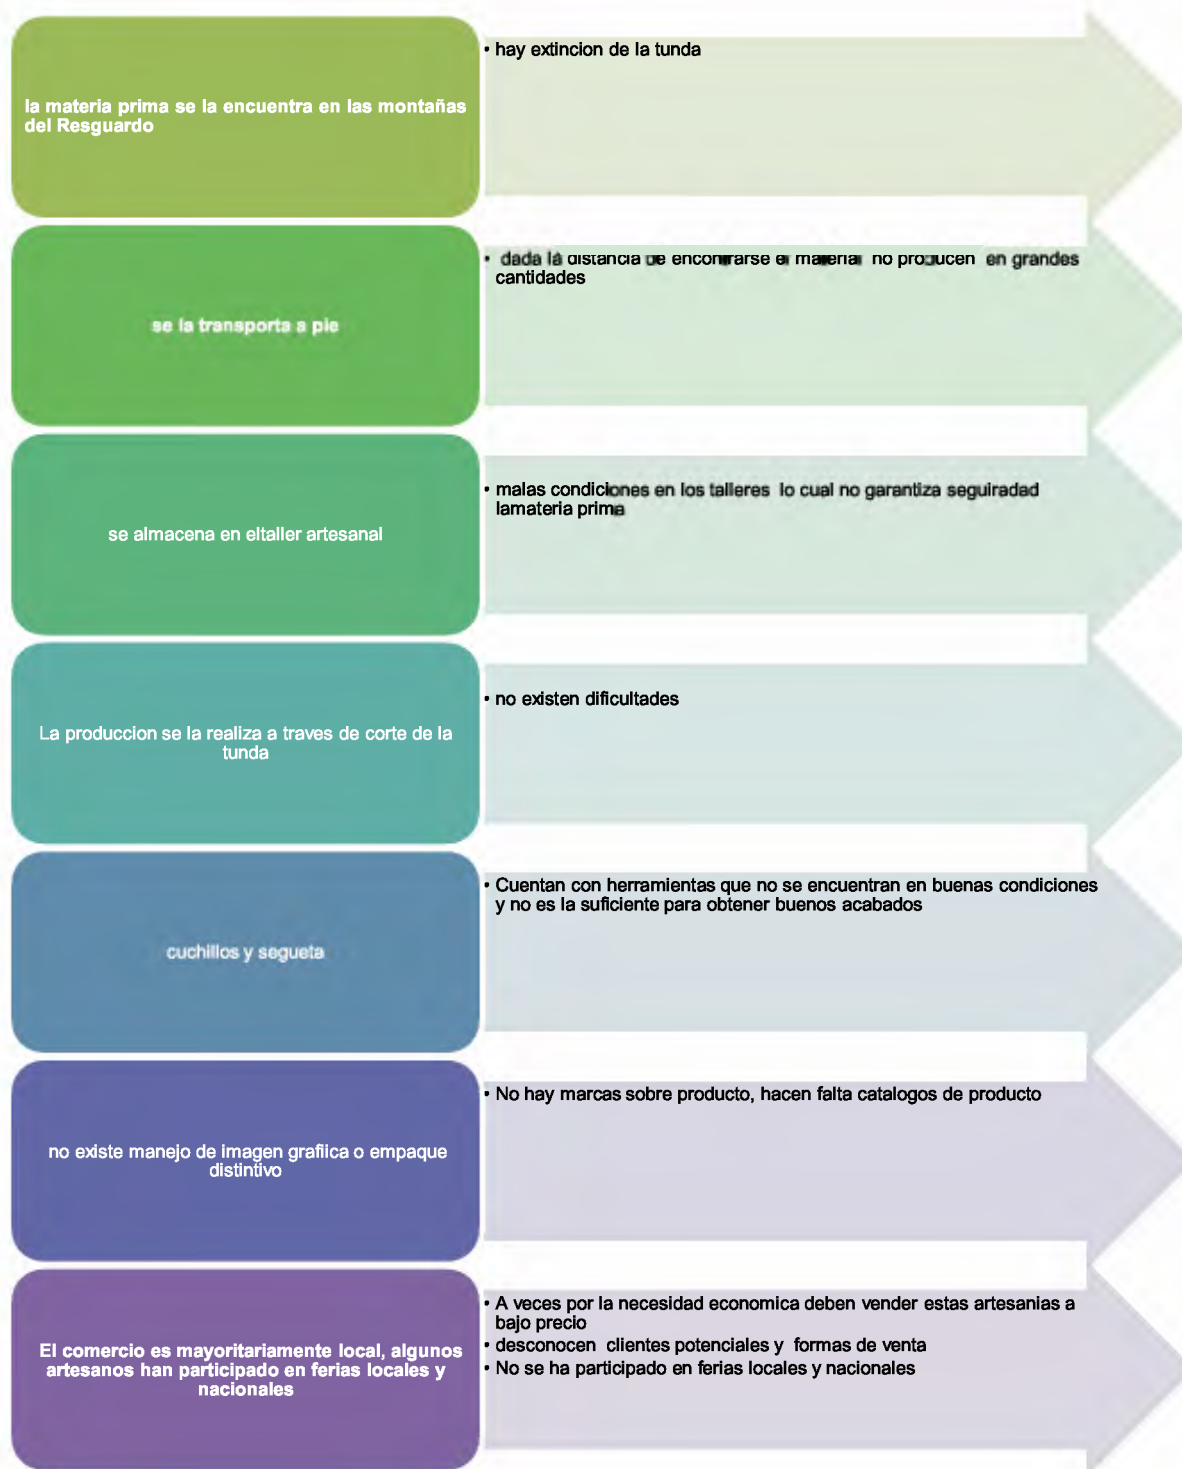 la materia prima se la encuentra en las montañas
del Resguardo
• hay extincion de la tunda
se la transporta a pie
• dada la distancia de encontrarse el material no producen en grandes
cantidades
se almacena en eltaller artesanal
• malas condiciones en los talleres lo cual no garantiza seguiradad
lamateria prima
La produccion se la realiza a traves de corte de la
tunda
• no existen dificultades
cuchillos y segueta
• Cuentan con herramientas que no se encuentran en buenas condiciones
y no es la suficiente para obtener buenos acabados
no existe manejo de imagen grafiica o empaque
distintivo
• No hay marcas sobre producto, hacen falta catalogos de producto
El comercio es mayoritariamente local, algunos
artesanos han participado en ferias locales y
nacionales
• A veces por la necesidad economica deben vender estas artesanias a
bajo precio
• desconocen clientes potenciales y formas de venta
• No se ha participado en ferias locales y nacionales